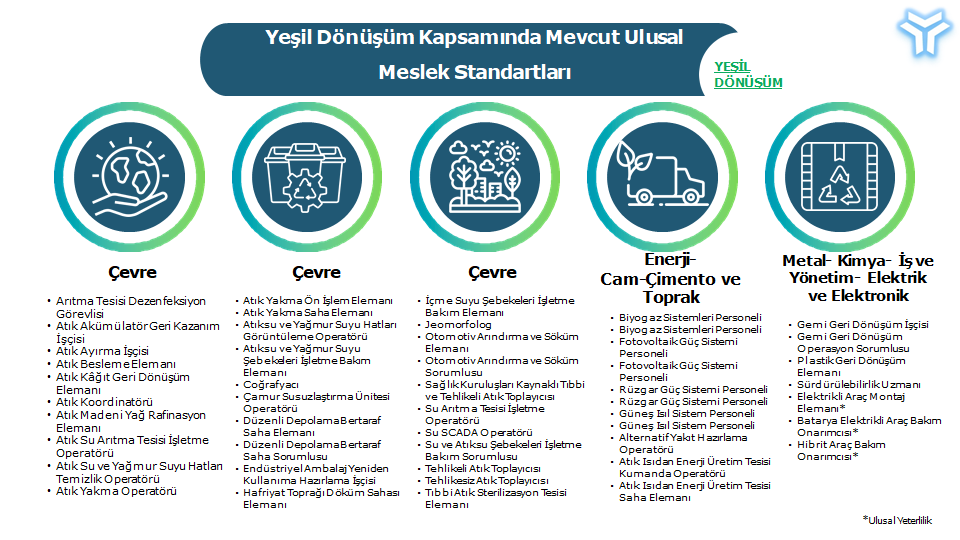 Yeşil Dönüşüm Kapsamında Mevcut Ulusal
Meslek Standartları
YEŞİL
DÖNÜŞÜM
Çevre
• Arıtma Tesisi Dezenfeksiyon
Görevlisi
• Atık Akümülatör Geri Kazanım
İşçisi
• Atık Ayırma İşçisi
• Atık Besleme Elemanı
• Atık Kâğıt Geri Dönüşüm
Elemanı
• Atık Koordinatörü
• Atık Madeni Yağ Rafinasyon
Elemanı
• Atık Su Arıtma Tesisi İşletme
Operatörü
• Atık Su ve Yağmur Suyu Hatları
Temizlik Operatörü
• Atık Yakma Operatörü
Çevre
• Atık Yakma Ön İşlem Elemanı
• Atık Yakma Saha Elemanı
• Atıksu ve Yağmur Suyu Hatları
Görüntüleme Operatörü
• Atıksu ve Yağmur Suyu
Şebekeleri İşletme Bakım
Elemanı
• Coğrafyacı
• Çamur Susuzlaştırma Ünitesi
Operatörü
• Düzenli Depolama Bertaraf
Saha Elemanı
• Düzenli Depolama Bertaraf
Saha Sorumlusu
• Endüstriyel Ambalaj Yeniden
Kullanıma Hazırlama İşçisi
• Hafriyat Toprağı Döküm Sahası
Elemanı
Çevre
• İçme Suyu Şebekeleri İşletme
Bakım Elemanı
• Jeomorfolog
• Otomotiv Arındırma ve Söküm
Elemanı
• Otomotiv Arındırma ve Söküm
Sorumlusu
• Sağlık Kuruluşları Kaynaklı Tıbbi
ve Tehlikeli Atık Toplayıcısı
• Su Arıtma Tesisi İşletme
Operatörü
• Su SCADA Operatörü
• Su ve Atıksu Şebekeleri İşletme
Bakım Sorumlusu
• Tehlikeli Atık Toplayıcısı
• Tehlikesiz Atık Toplayıcısı
• Tıbbi Atık Sterilizasyon Tesisi
Elemanı
Enerji-
Cam-Çimento ve
Toprak
• Biyogaz Sistemleri Personeli
• Biyogaz Sistemleri Personeli
• Fotovoltaik Güç Sistemi
Personeli
• Fotovoltaik Güç Sistemi
Personeli
• Rüzgar Güç Sistemi Personeli
• Rüzgar Güç Sistemi Personeli
• Güneş Isıl Sistem Personeli
• Güneş Isıl Sistem Personeli
• Alternatif Yakıt Hazırlama
Operatörü
• Atık Isıdan Enerji Üretim Tesisi
Kumanda Operatörü
• Atık Isıdan Enerji Üretim Tesisi
Saha Elemanı
Metal- Kimya- İş ve
Yönetim- Elektrik
ve Elektronik
• Gemi Geri Dönüşüm İşçisi
• Gemi Geri Dönüşüm
Operasyon Sorumlusu
• Plastik Geri Dönüşüm
Elemanı
• Sürdürülebilirlik Uzmanı
• Elektrikli Araç Montaj
Elemanı*
• Batarya Elektrikli Araç Bakım
Onarımcısı*
• Hibrit Araç Bakım
Onarımcısı*
*Ulusal Yeterlilik